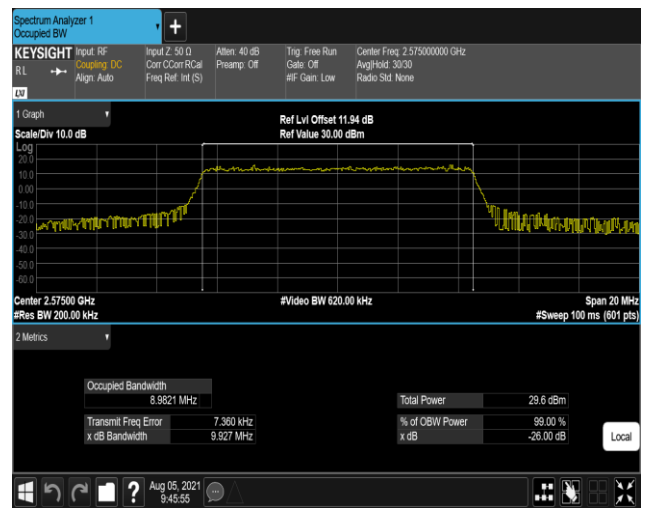 Spectrum Analyzer 1
Occupied BW
KEYSIGHT
R L
LXI
Input: RF
Coupling: DC
Align: Auto
Input Z: 50 Ω
Corr CCorr RCal
Freq Ref: Int (S)
Atten: 40 dB
Preamp: Off
Trig: Free Run
Gate: Off
#IF Gain: Low
Center Freq: 2.575000000 GHz
Avg|Hold: 30/30
Radio Std: None
1 Graph
Scale/Div 10.0 dB
Ref Lvl Offset 11.94 dB
Ref Value 30.00 dBm
Log
20.0
10.0
0.00
-10.0
-20.0
-30.0
-40.0
-50.0
-60.0
Center 2.57500 GHz
#Video BW 620.00 kHz
Span 20 MHz
#Res BW 200.00 kHz
#Sweep 100 ms (601 pts)
2 Metrics
Occupied Bandwidth
8.9821 MHz
Total Power 29.6 dBm
Transmit Freq Error 7.360 kHz
% of OBW Power 99.00 %
x dB Bandwidth 9.927 MHz
x dB -26.00 dB
Local
?
Aug 05, 2021
9:45:55